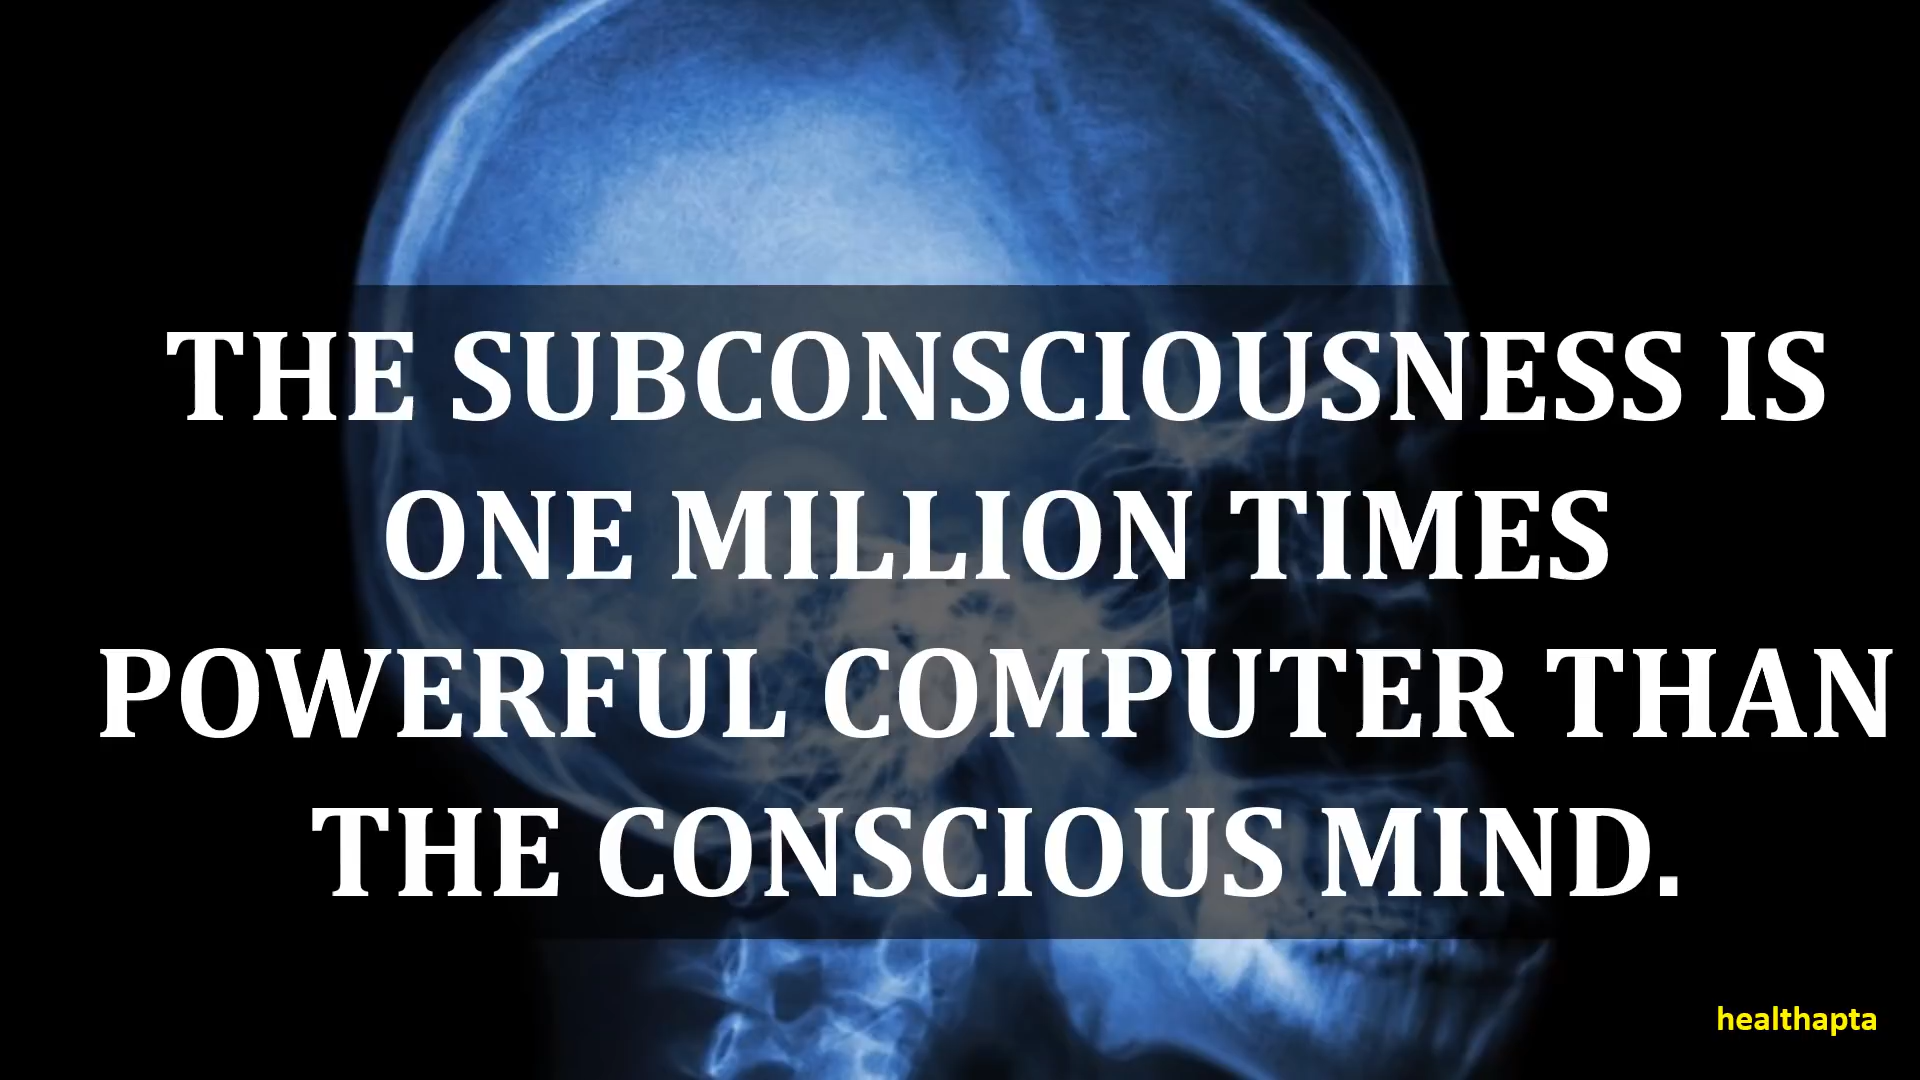 THE SUBCONSCIOUSNESS IS
ONE MILLION TIMES
POWERFUL COMPUTER THAN
THE CONSCIOUS MIND.
healthapta